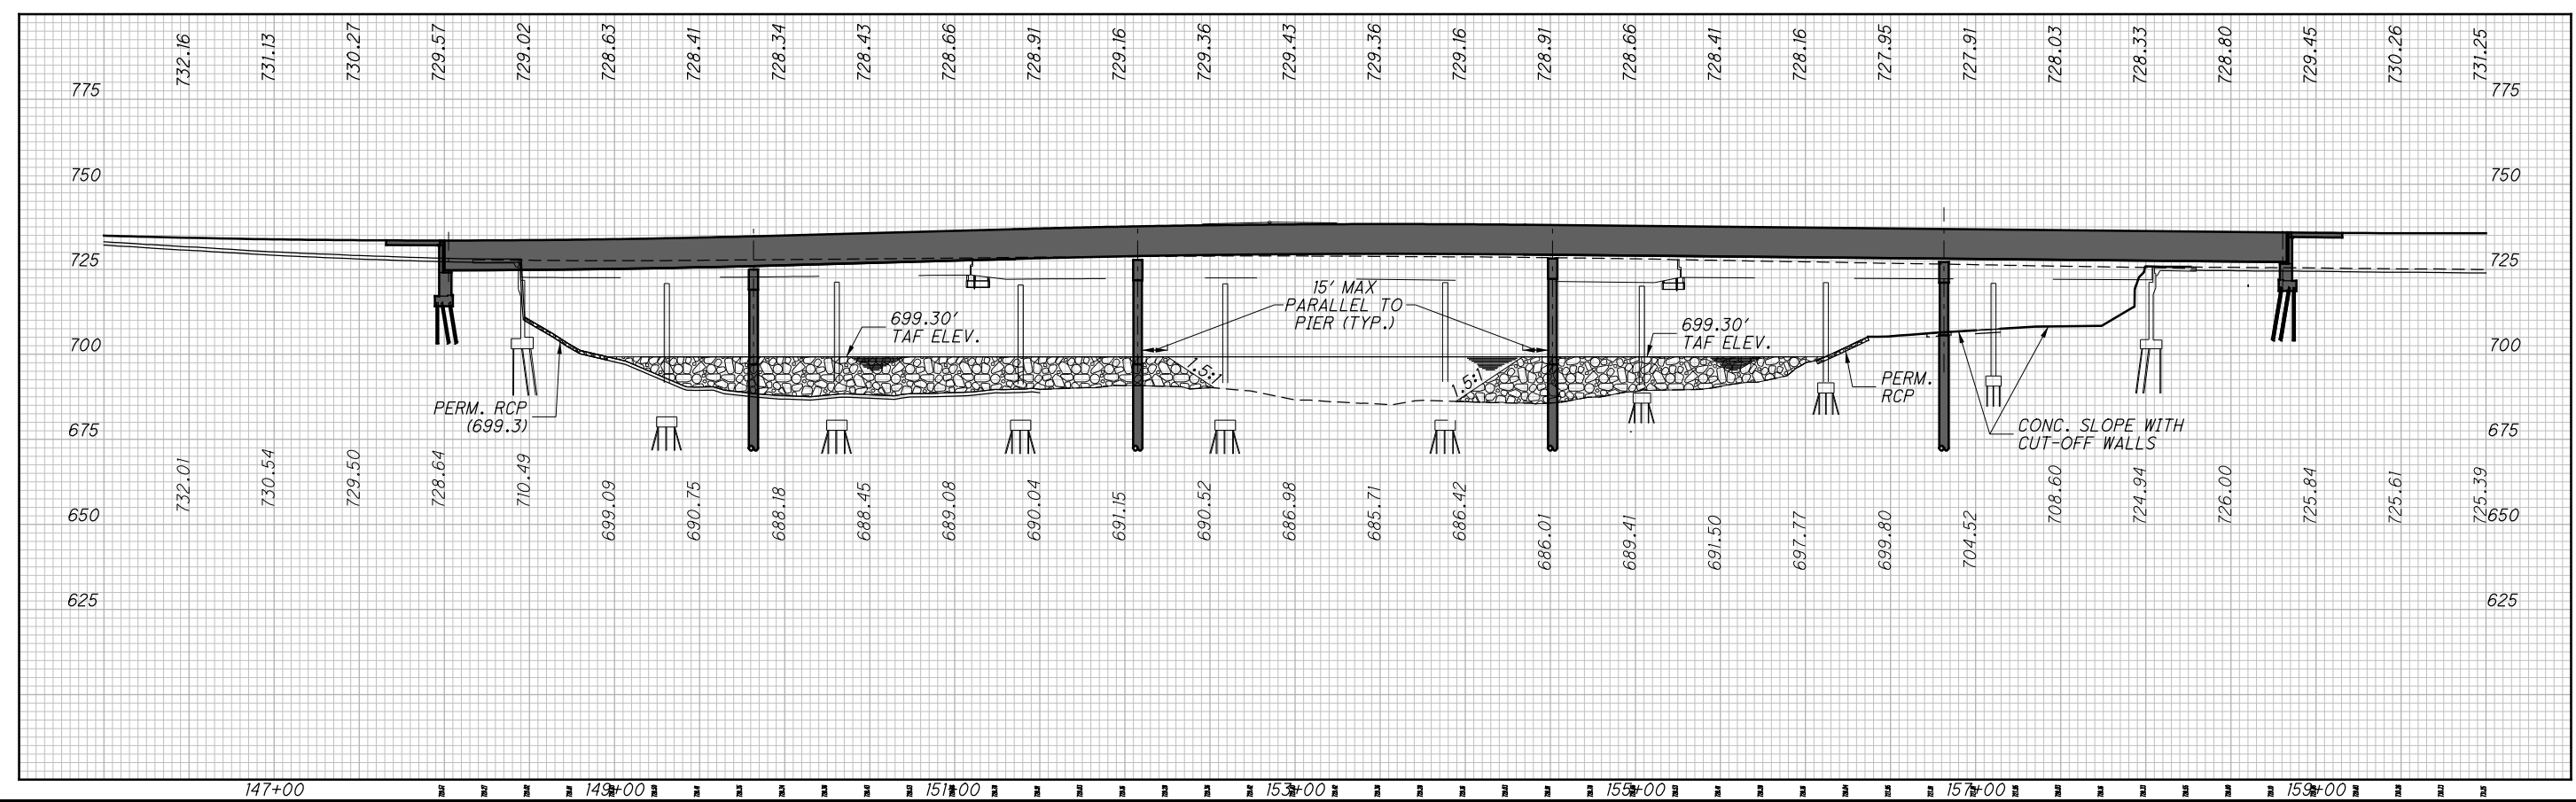 732.16 731.13 730.27 729.57 729.02 728.63 728.41 728.34 728.43 728.66 728.91 729.16 729.36 729.43 729.36 729.16 728.91 728.66 728.41 728.16 727.95 727.91 728.03 728.33 728.80 729.45 730.26 731.25
775 775
750 750
725 725
700 700
675 675
650 650
625 625
699.30'
TAF ELEV.
15' MAX
PARALLEL TO
PIER (TYP.)
699.30'
TAF ELEV.
1.5:1
1.5:1
PERM. RCP
(699.3)
PERM.
RCP
CONC. SLOPE WITH
CUT-OFF WALLS
732.01 730.54 729.50 728.64 710.49 699.09 690.75 688.18 688.45 689.08 690.04 691.15 690.52 686.98 685.71 686.42 686.01 689.41 691.50 697.77 699.80 704.52 708.60 724.94 726.00 725.84 725.61 725.39
147+00 149+00 151+00 153+00 155+00 157+00 159+00